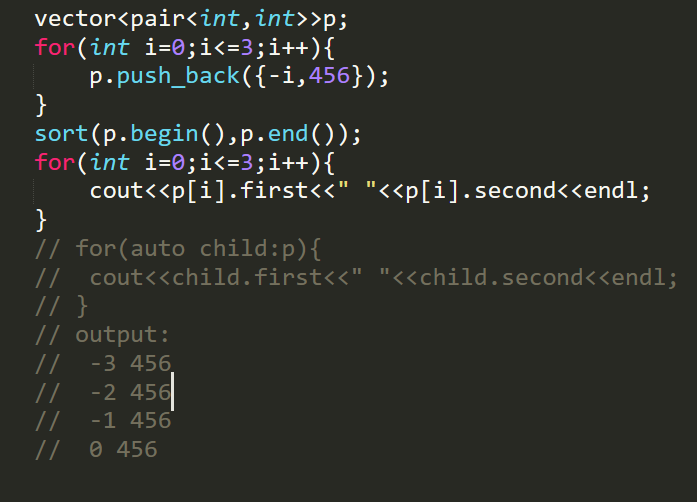 vector<pair<int,int>>p;
for(int i=0;i<=3;i++){
    p.push_back({-i,456});
}
sort(p.begin(),p.end());
for(int i=0;i<=3;i++){
    cout<<p[i].first<<" "<<p[i].second<<endl;
}
// for(auto child:p){
//  cout<<child.first<<" "<<child.second<<endl;
// }
// output:
//  -3 456
//  -2 456
//  -1 456
//  0 456